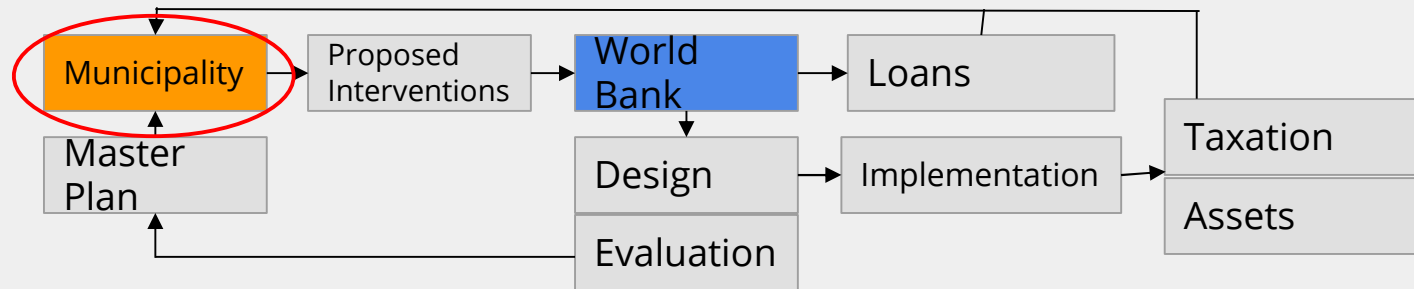 Municipality
Proposed
Interventions
World
Bank
Loans
Master
Plan
Design
Implementation
Taxation
Evaluation
Assets